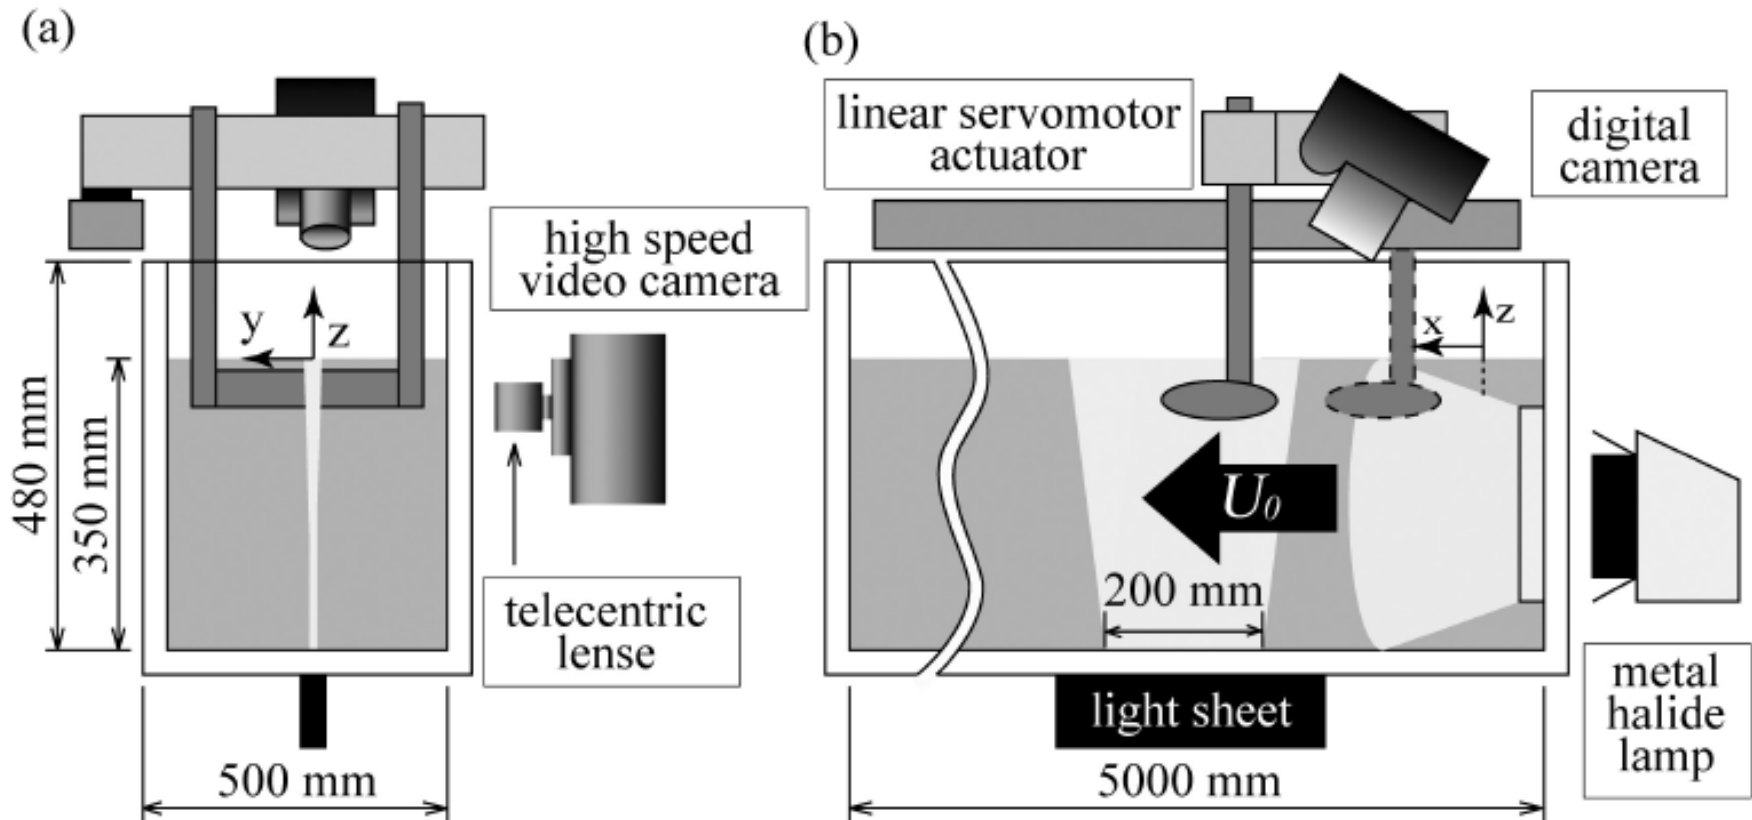 (a)
(b)
linear servomotor
actuator
digital
camera
high speed
video camera
y
z
x
z
480 mm
350 mm
U0
200 mm
telecentric
lense
light sheet
metal
halide
lamp
500 mm
5000 mm